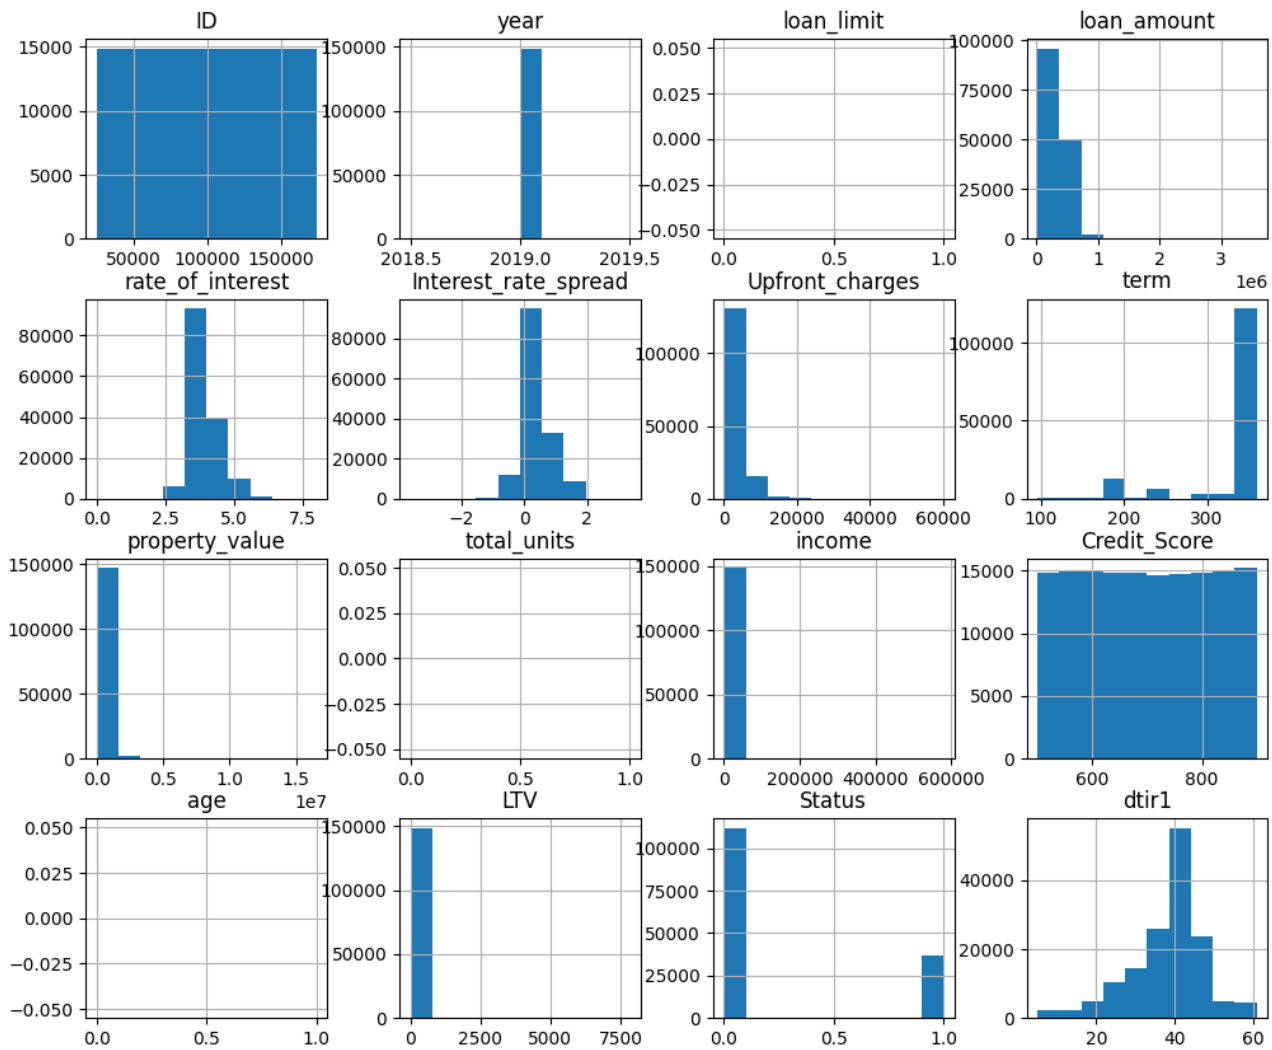 ID year loan_limit loan_amount
15000 150000 0.050 100000
10000 100000 0.025 75000
5000 50000 0.000 50000
−0.025 25000
0 0 −0.050 0
50000 100000 150000 2018.5 2019.0 2019.5 0.0 0.5 1.0 0 1 2 3
1e6
rate_of_interest Interest_rate_spread Upfront_charges term
80000 80000 100000 100000
60000 60000
40000 40000 50000 50000
20000 20000
0 0 0 0
0.0 2.5 5.0 7.5 −2 0 2 0 20000 40000 60000 100 200 300
property_value total_units income Credit_Score
150000 0.050 150000 15000
100000 0.025 100000 10000
0.000
50000 −0.025 50000 5000
0 −0.050 0 0
0.0 0.5 1.0 1.5 0.0 0.5 1.0 0 200000 400000 600000 600 800
1e7
age LTV Status dtir1
0.050 150000 100000 40000
0.025 100000 75000
0.000 50000 20000
−0.025 50000 25000
−0.050 0 0 0
0.0 0.5 1.0 0 2500 5000 7500 0.0 0.5 1.0 20 40 60